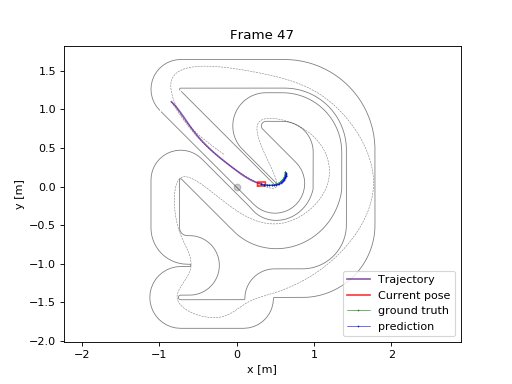 Frame 47
1.5
1.0
0.5
0.0
−0.5
−1.0
−1.5
−2.0
y [m]
−2
−1
0
1
2
x [m]
Trajectory
Current pose
ground truth
prediction